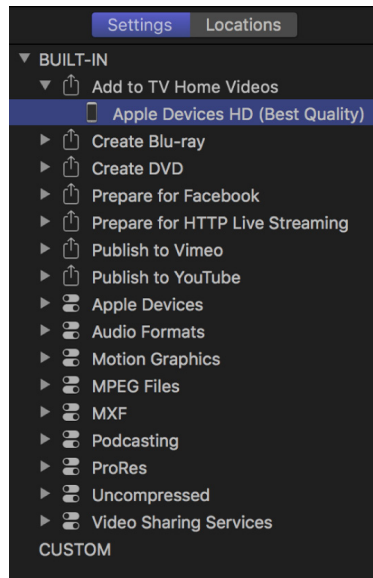 Settings Locations
BUILT-IN
Add to TV Home Videos
Apple Devices HD (Best Quality)
Create Blu-ray
Create DVD
Prepare for Facebook
Prepare for HTTP Live Streaming
Publish to Vimeo
Publish to YouTube
Apple Devices
Audio Formats
Motion Graphics
MPEG Files
MXF
Podcasting
ProRes
Uncompressed
Video Sharing Services
CUSTOM